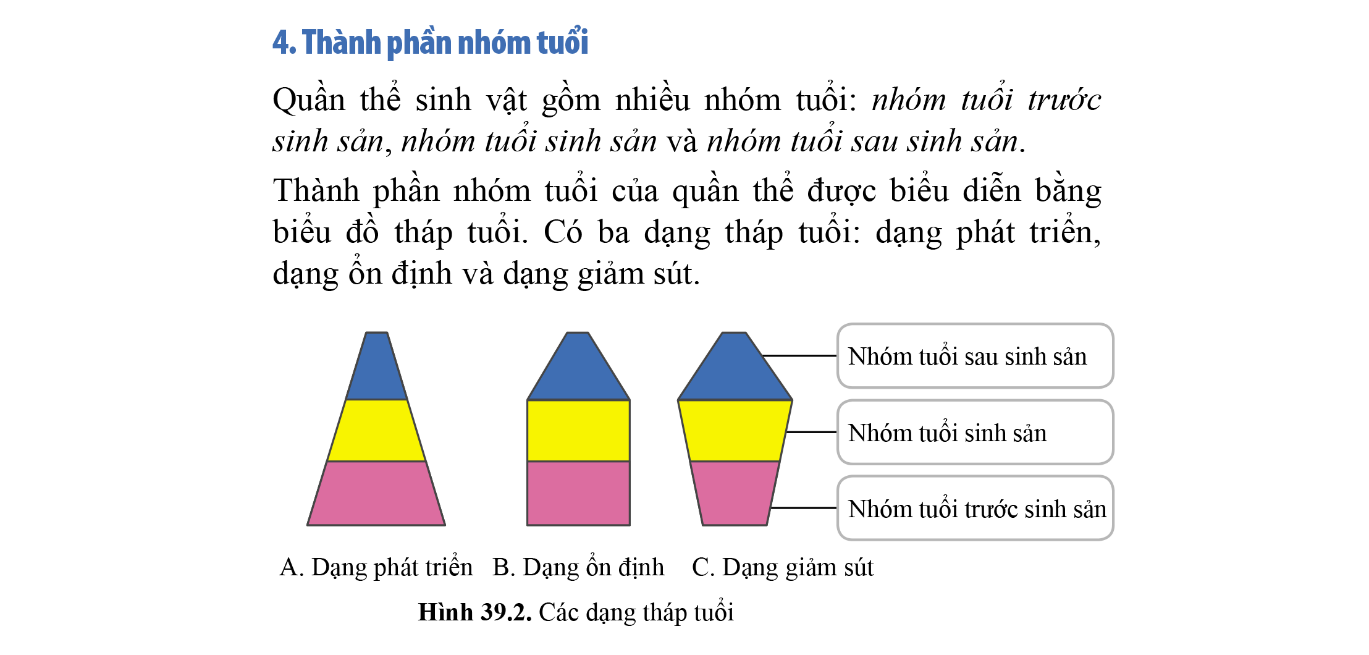 4. Thành phần nhóm tuổi
Quần thể sinh vật gồm nhiều nhóm tuổi: nhóm tuổi trước
sinh sản, nhóm tuổi sinh sản và nhóm tuổi sau sinh sản.
Thành phần nhóm tuổi của quần thể được biểu diễn bằng
biểu đồ tháp tuổi. Có ba dạng tháp tuổi: dạng phát triển,
dạng ổn định và dạng giảm sút.
Nhóm tuổi sau sinh sản
Nhóm tuổi sinh sản
Nhóm tuổi trước sinh sản
A. Dạng phát triển B. Dạng ổn định C. Dạng giảm sút
Hình 39.2. Các dạng tháp tuổi